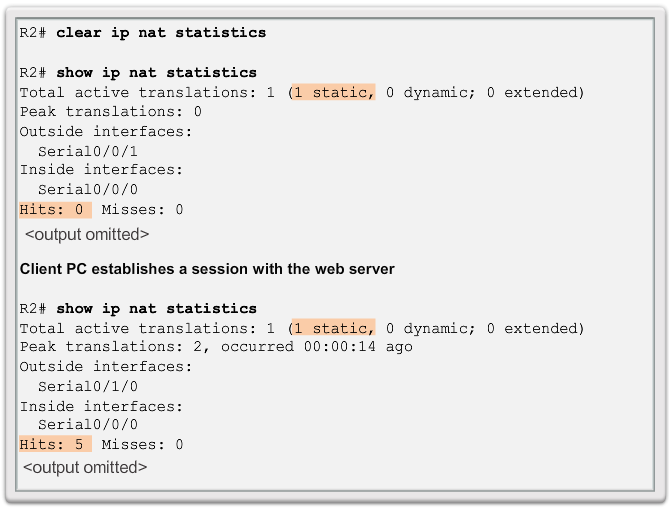 R2# clear ip nat statistics
R2# show ip nat statistics
Total active translations: 1 (1 static, 0 dynamic; 0 extended)
Peak translations: 0
Outside interfaces:
  Serial0/0/1
Inside interfaces:
  Serial0/0/0
Hits: 0  Misses: 0
<output omitted>
Client PC establishes a session with the web server
R2# show ip nat statistics
Total active translations: 1 (1 static, 0 dynamic; 0 extended)
Peak translations: 2, occurred 00:00:14 ago
Outside interfaces:
  Serial0/1/0
Inside interfaces:
  Serial0/0/0
Hits: 5  Misses: 0
<output omitted>